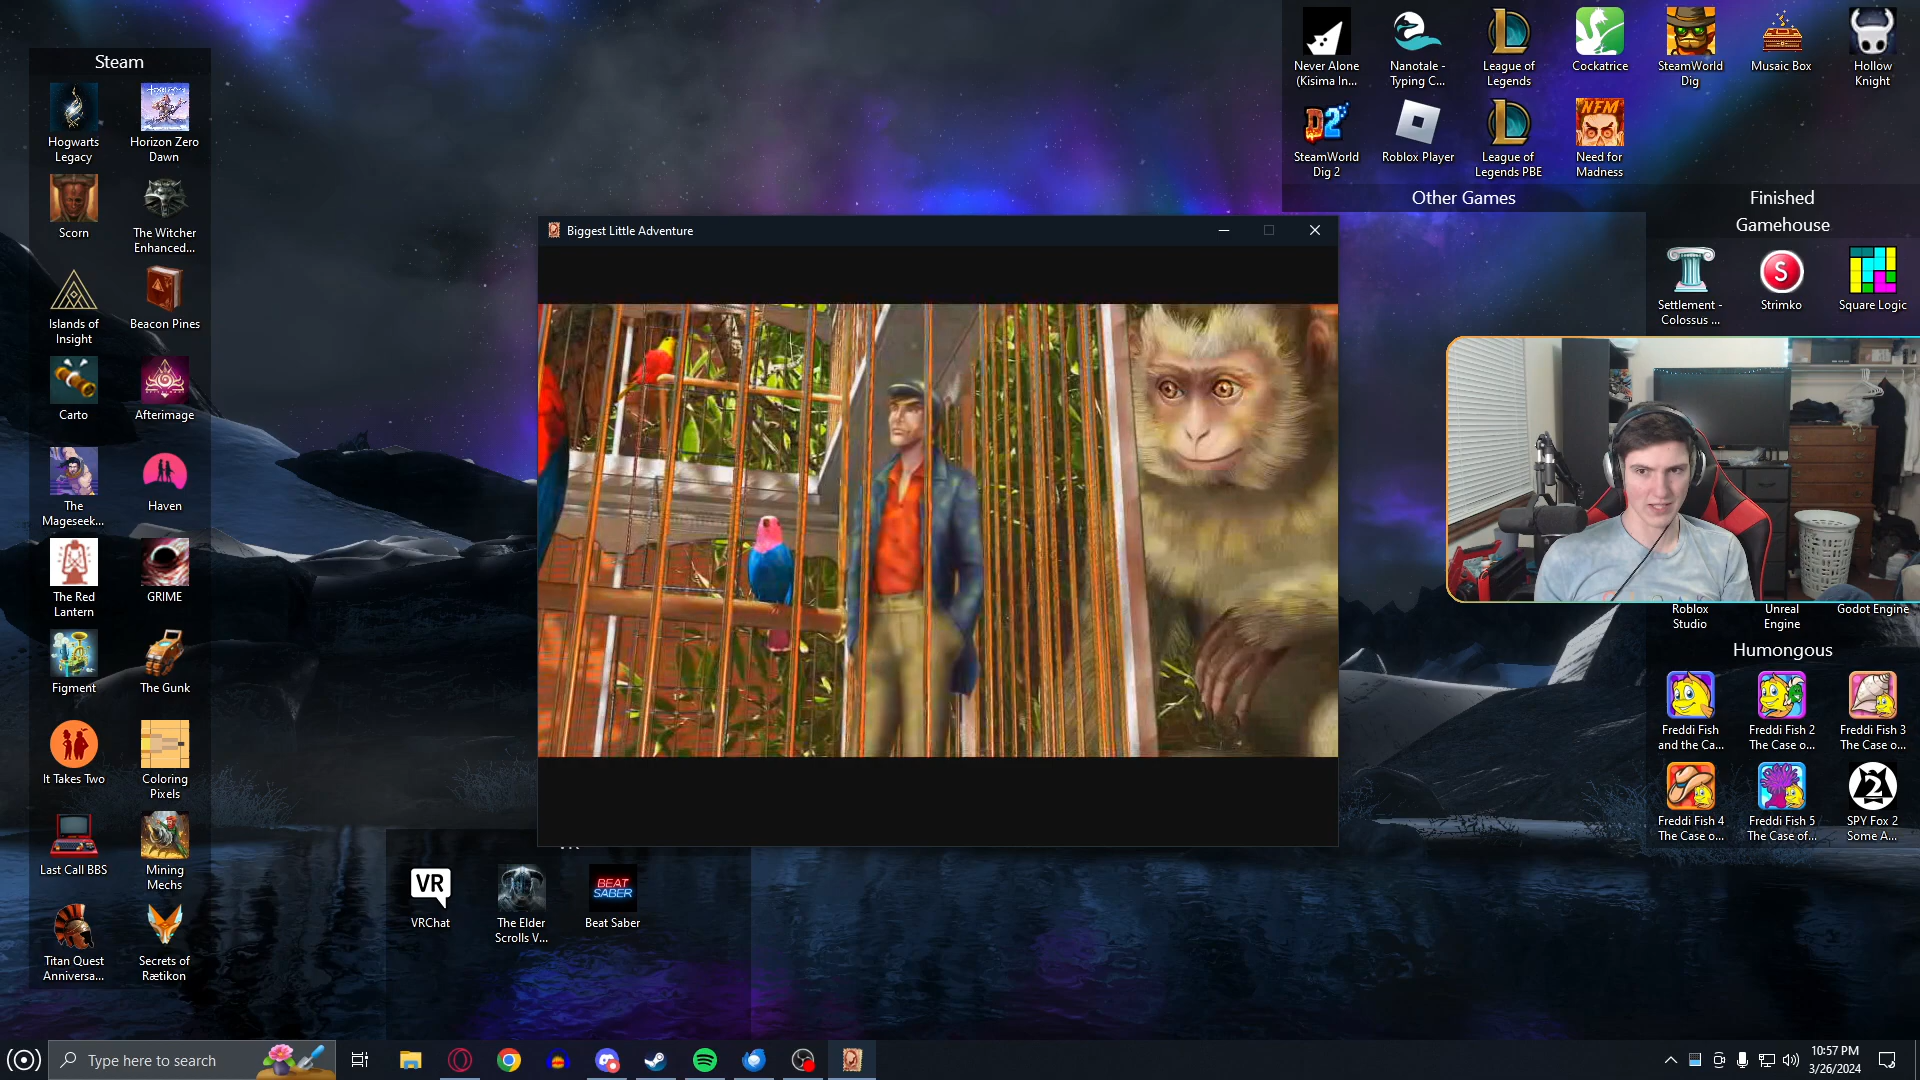 Steam
Hogwarts
Legacy
Horizon Zero
Dawn
Scorn
The Witcher
Enhanced...
Islands of
Insight
Beacon Pines
Carto
Afterimage
The
Mageseek...
Haven
The Red
Lantern
GRIME
Figment
The Gunk
It Takes Two
Coloring
Pixels
Last Call BBS
Mining
Mechs
Titan Quest
Anniversa...
Secrets of
Rætikon
Never Alone
(Kisima In...
Nanotale -
Typing C...
League of
Legends
Cockatrice
SteamWorld
Dig
Musaic Box
Hollow
Knight
D2
SteamWorld
Dig 2
Roblox Player
League of
Legends PBE
NFM
Need for
Madness
Other Games
Finished
Gamehouse
Settlement -
Colossus ...
S
Strimko
Square Logic
Biggest Little Adventure
Roblox
Studio
Unreal
Engine
Godot Engine
Humongous
Freddi Fish
and the Ca...
Freddi Fish 2
The Case o...
Freddi Fish 3
The Case o...
Freddi Fish 4
The Case o...
Freddi Fish 5
The Case of...
2
SPY Fox 2
Some A...
VR
VRChat
The Elder
Scrolls V...
BEAT
SABER
Beat Saber
Type here to search
10:57 PM
3/26/2024